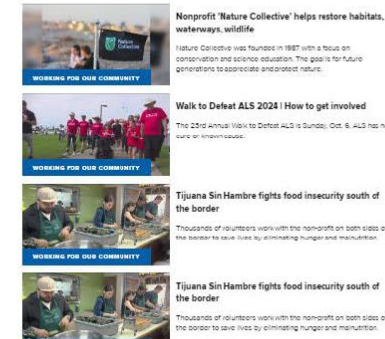 Nature
Collective
WORKING FOR OUR COMMUNITY
Nonprofit 'Nature Collective' helps restore habitats,
waterways, wildlife
Nature Collective was founded in 1987 with a focus on
conservation and science education. The goal is for future
generations to appreciate and protect nature.
WORKING FOR OUR COMMUNITY
Walk to Defeat ALS 2024 | How to get involved
The 23rd Annual Walk to Defeat ALS is Sunday, Oct. 6. ALS has n
cure or known cause.
WORKING FOR OUR COMMUNITY
Tijuana Sin Hambre fights food insecurity south of
the border
Thousands of volunteers work with the non-profit on both sides o
the border to save lives by eliminating hunger and malnutrition.
Tijuana Sin Hambre fights food insecurity south of
the border
Thousands of volunteers work with the non-profit on both sides o
the border to save lives by eliminating hunger and malnutrition.